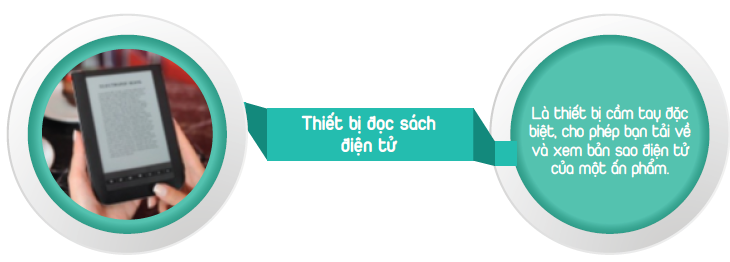 Thiết bị đọc sách
điện tử
Là thiết bị cầm tay đặc
biệt, cho phép bạn tải về
và xem bản sao điện tử
của một ấn phẩm.